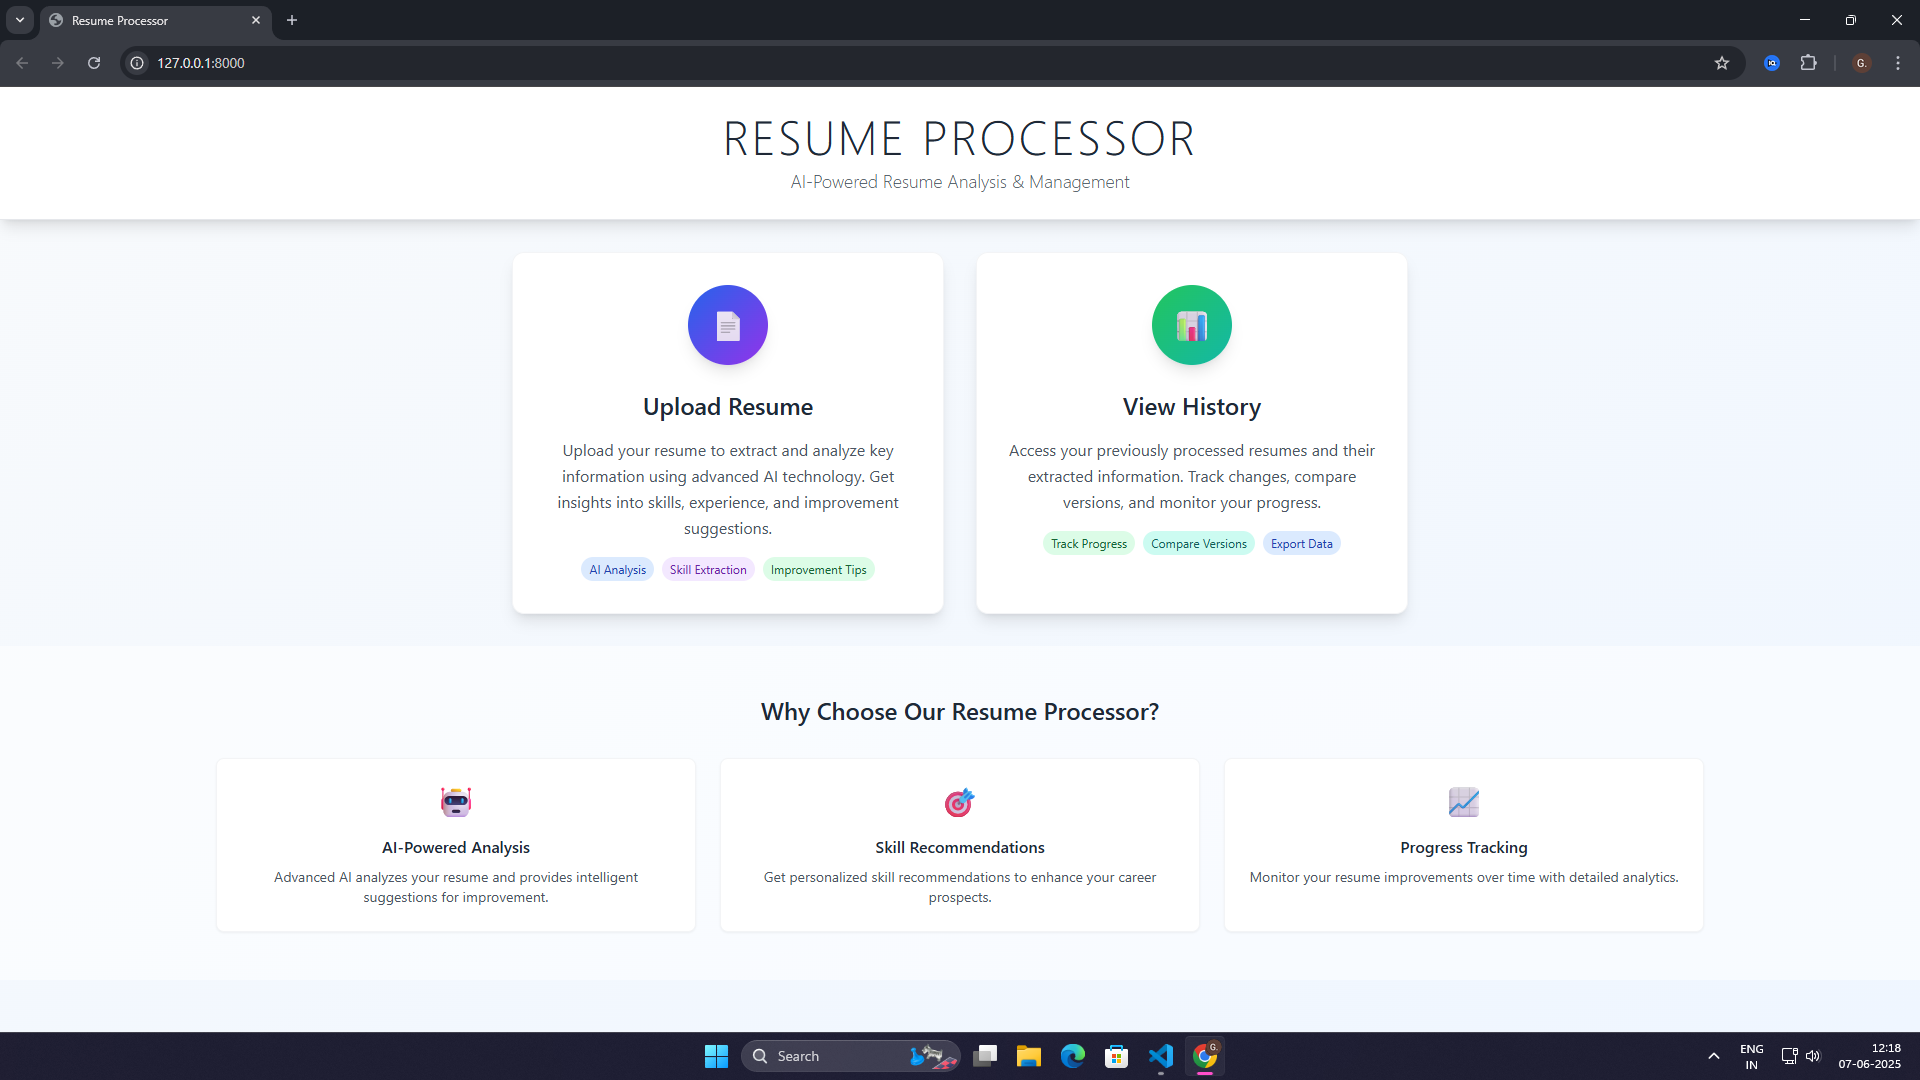 Resume Processor
127.0.0.1:8000
G.
RESUME PROCESSOR
AI-Powered Resume Analysis & Management
Upload Resume
Upload your resume to extract and analyze key
information using advanced AI technology. Get
insights into skills, experience, and improvement
suggestions.
AI Analysis Skill Extraction Improvement Tips
View History
Access your previously processed resumes and their
extracted information. Track changes, compare
versions, and monitor your progress.
Track Progress Compare Versions Export Data
Why Choose Our Resume Processor?
AI-Powered Analysis
Advanced AI analyzes your resume and provides intelligent
suggestions for improvement.
Skill Recommendations
Get personalized skill recommendations to enhance your career
prospects.
Progress Tracking
Monitor your resume improvements over time with detailed analytics.
Search
G.
ENG
IN
12:18
07-06-2025